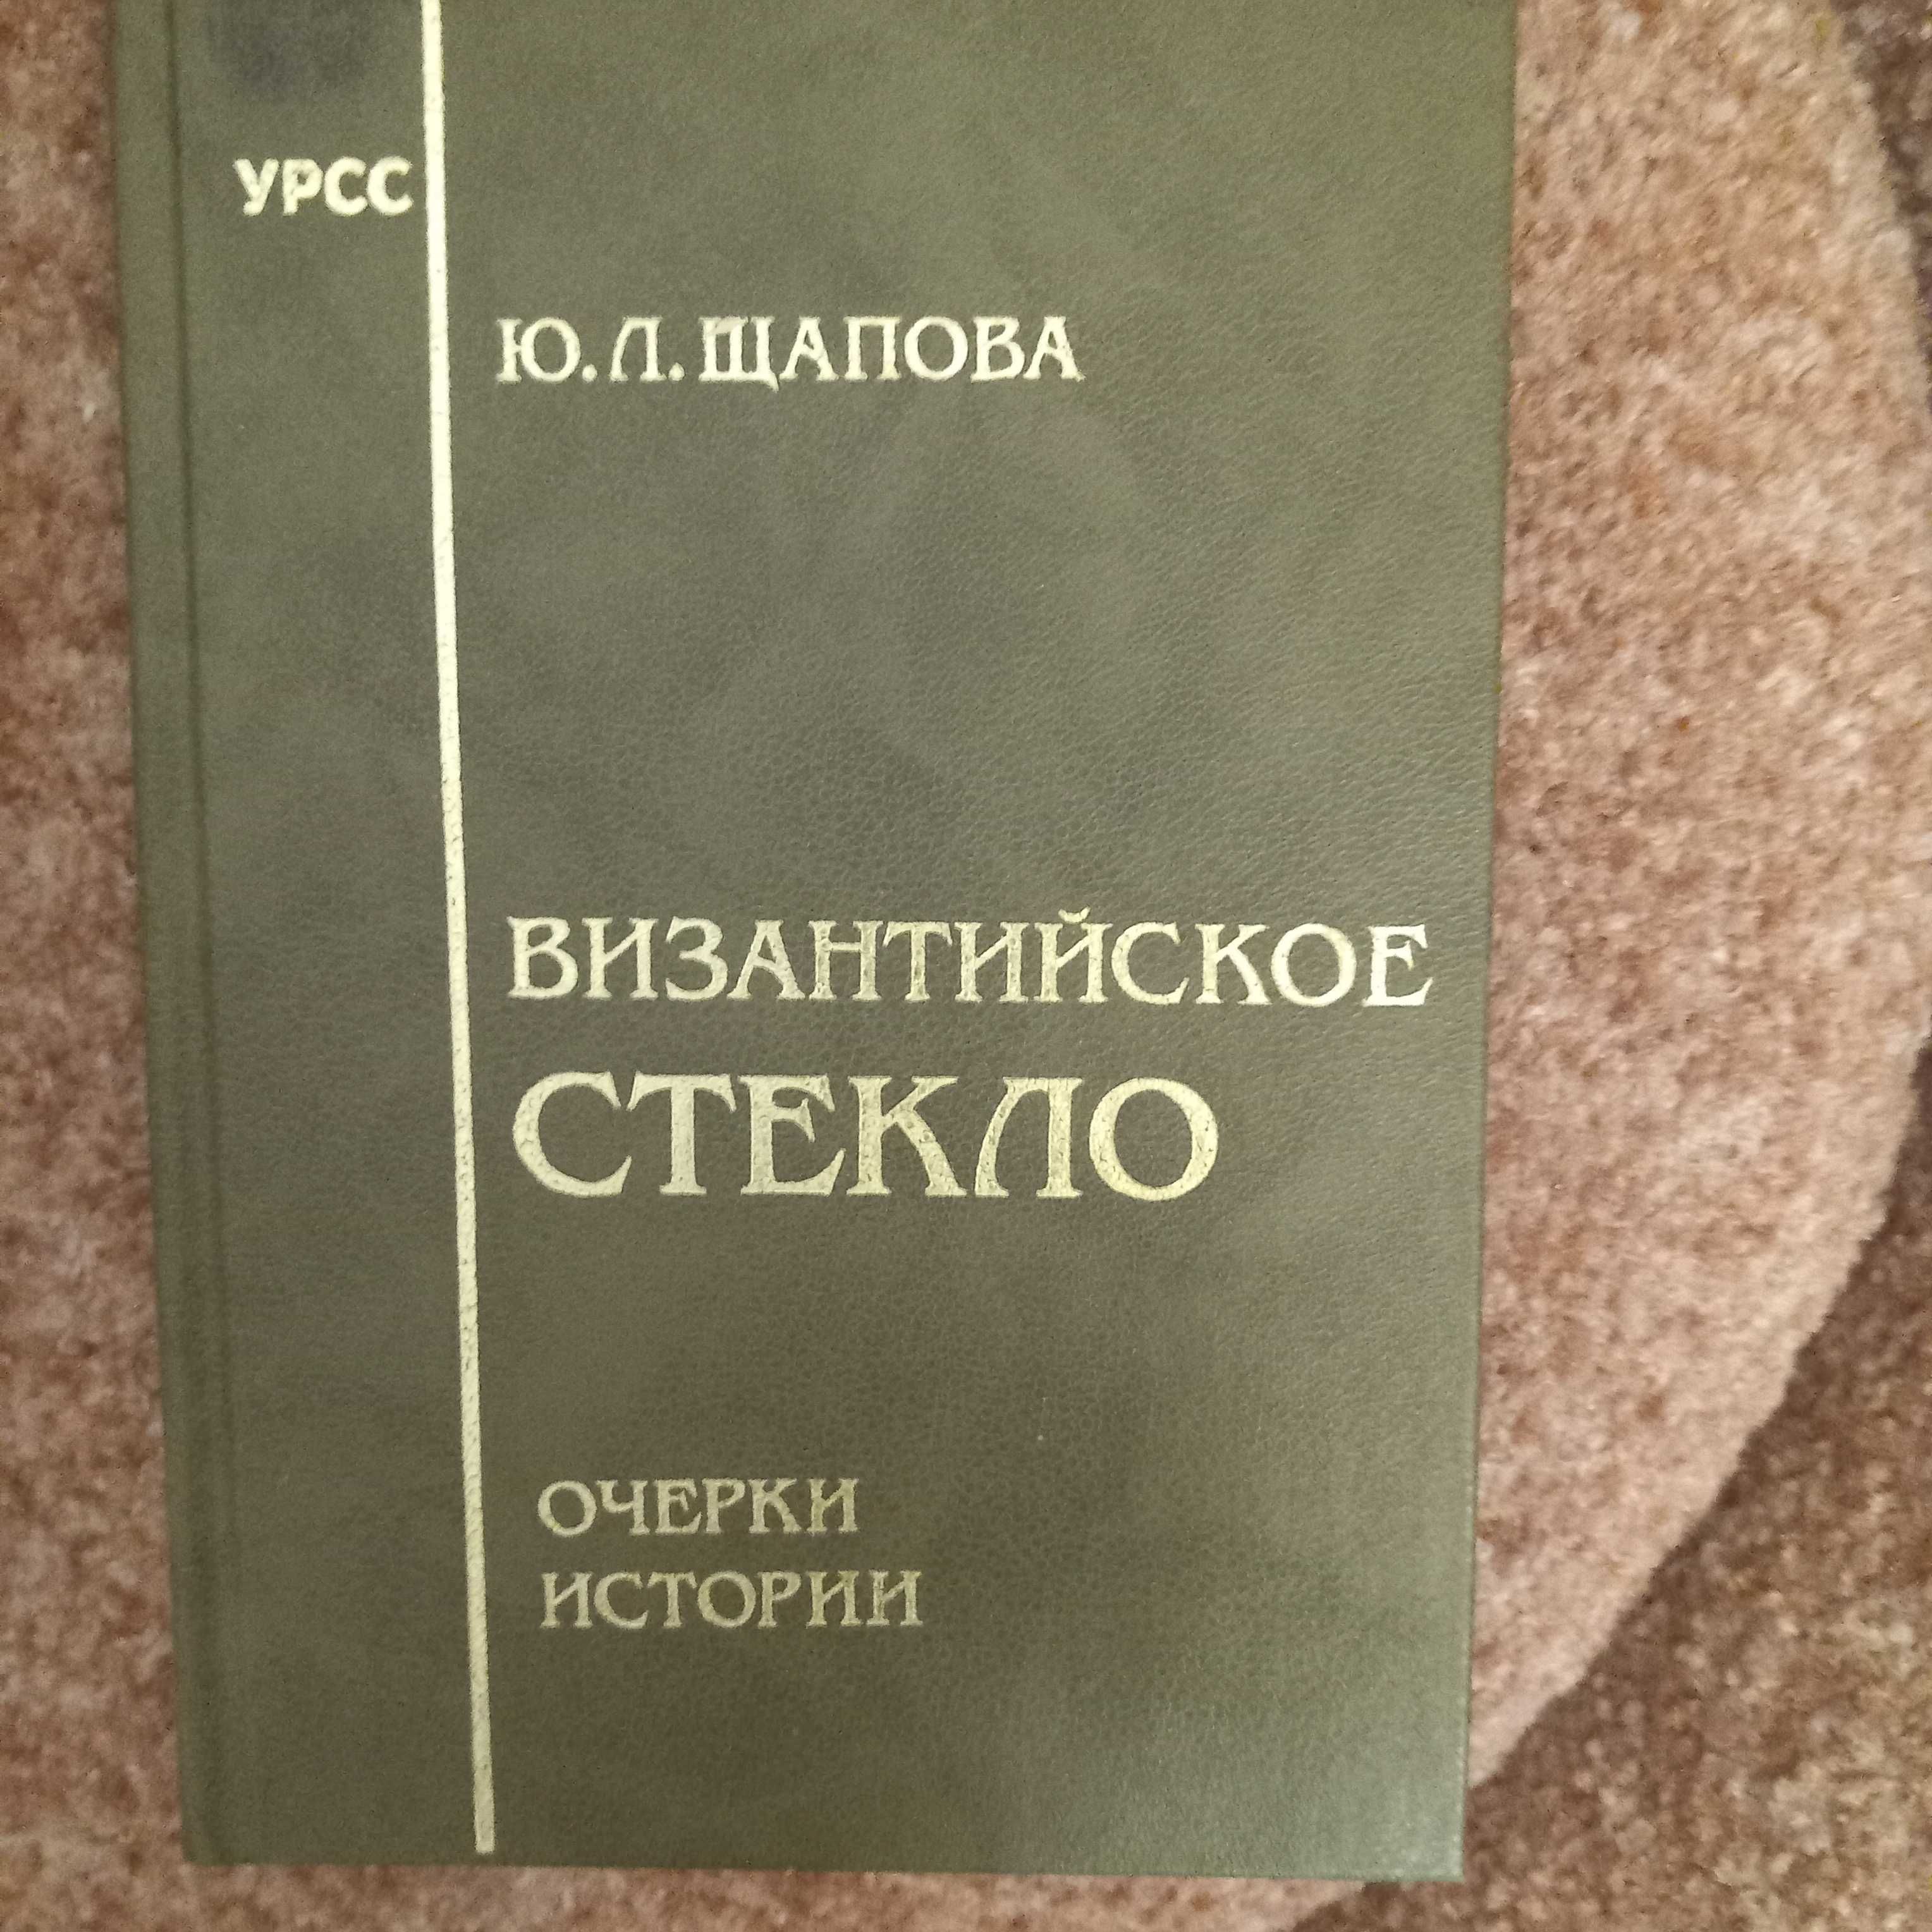 УРСС
Ю. Л. ЩАПОВА
ВИЗАНТИЙСКОЕ
СТЕКЛО
ОЧЕРКИ
ИСТОРИИ